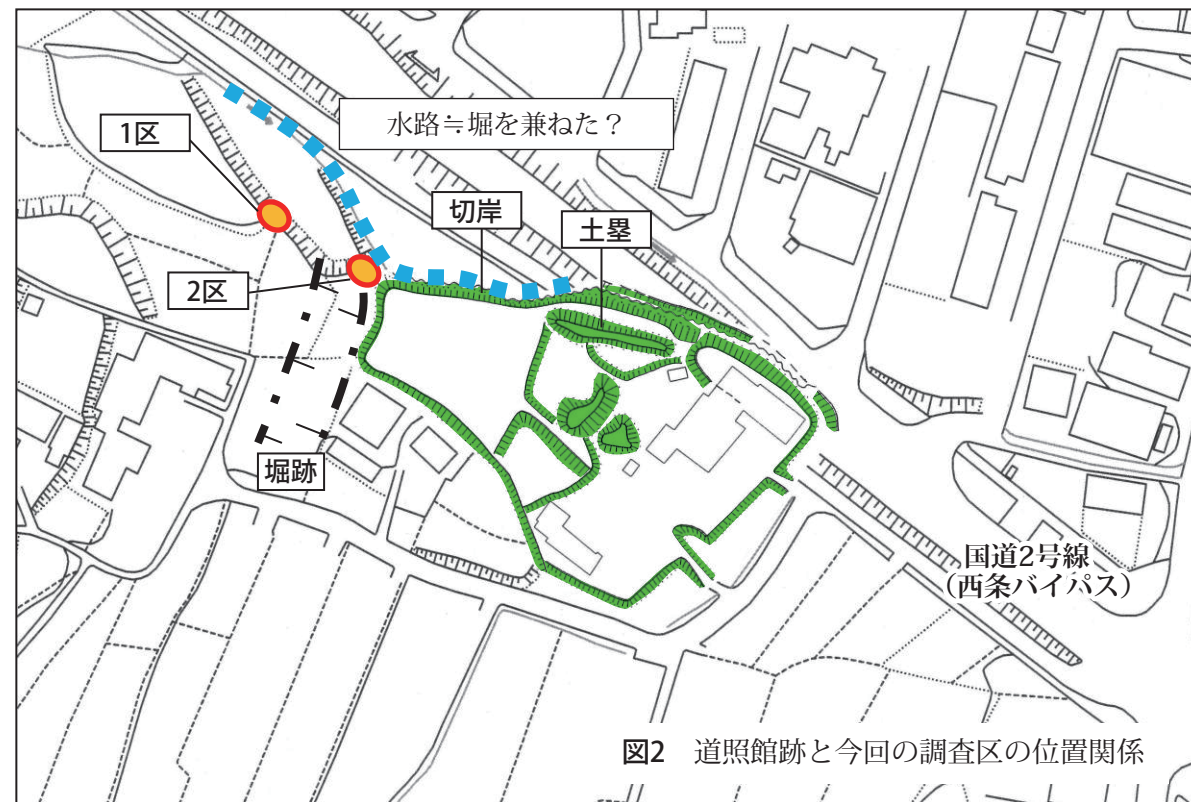 水路≒堀を兼ねた？
1区
切岸
土塁
2区
堀跡
国道2号線
（西条バイパス）
図2 道照館跡と今回の調査区の位置関係